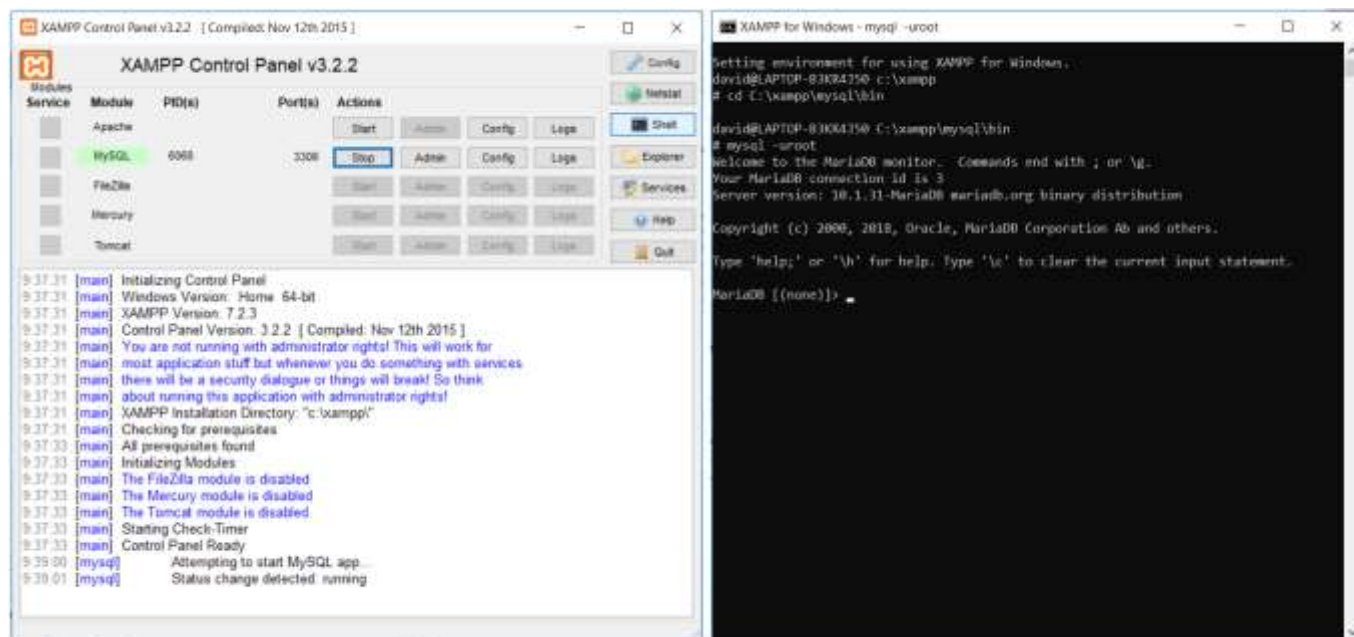 XAMPP Control Panel v3.2.2 [ Compiled: Nov 12th 2015 ]
XAMPP Control Panel v3.2.2
Modules
Service Module PID(s) Port(s) Actions
Apache Start Admin Config Logs
MySQL 6068 3306 Stop Admin Config Logs
FileZilla Start Admin Config Logs
Mercury Start Admin Config Logs
Tomcat Start Admin Config Logs
Config
Netstat
Shell
Explorer
Services
Help
Quit
9:37:31 [main] Initializing Control Panel
9:37:31 [main] Windows Version: Home 64-bit
9:37:31 [main] XAMPP Version: 7.2.3
9:37:31 [main] Control Panel Version: 3.2.2 [ Compiled: Nov 12th 2015 ]
9:37:31 [main] You are not running with administrator rights! This will work for
9:37:31 [main] most application stuff but whenever you do something with services
9:37:31 [main] there will be a security dialogue or things will break! So think
9:37:31 [main] about running this application with administrator rights!
9:37:31 [main] XAMPP Installation Directory: "c:\xampp\"
9:37:31 [main] Checking for prerequisites
9:37:33 [main] All prerequisites found
9:37:33 [main] Initializing Modules
9:37:33 [main] The FileZilla module is disabled
9:37:33 [main] The Mercury module is disabled
9:37:33 [main] The Tomcat module is disabled
9:37:33 [main] Starting Check-Timer
9:37:33 [main] Control Panel Ready
9:39:00 [mysql] Attempting to start MySQL app...
9:39:01 [mysql] Status change detected: running
XAMPP for Windows - mysql -uroot
Setting environment for using XAMPP for Windows.
david@LAPTOP-83KR4350 c:\xampp
# cd C:\xampp\mysql\bin
david@LAPTOP-83KR4350 C:\xampp\mysql\bin
# mysql -uroot
Welcome to the MariaDB monitor. Commands end with ; or \g.
Your MariaDB connection id is 3
Server version: 10.1.31-MariaDB mariadb.org binary distribution
Copyright (c) 2000, 2018, Oracle, MariaDB Corporation Ab and others.
Type 'help;' or '\h' for help. Type '\c' to clear the current input statement.
MariaDB [(none)]> _